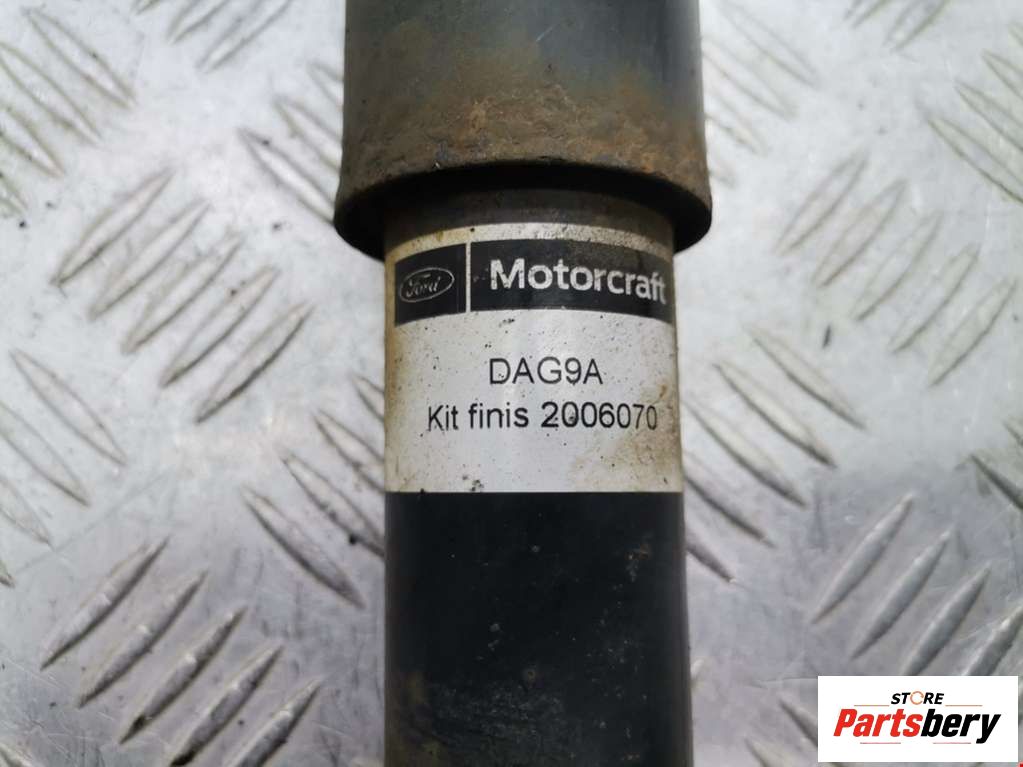 Ford Motorcraft
DAG9A
Kit finis 2006070
STORE
Partsbery